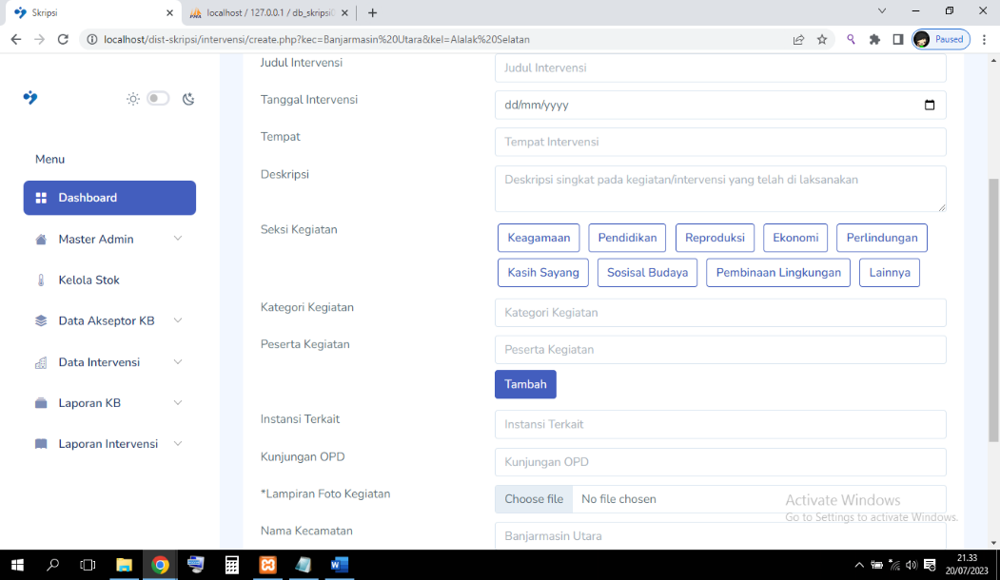 Skripsi
localhost / 127.0.0.1 / db_skripsi
localhost/dist-skripsi/intervensi/create.php?kec=Banjarmasin%20Utara&kel=Alalak%20Selatan
Paused
Menu
Dashboard
Master Admin
Kelola Stok
Data Akseptor KB
Data Intervensi
Laporan KB
Laporan Intervensi
Judul Intervensi
Judul Intervensi
Tanggal Intervensi
dd/mm/yyyy
Tempat
Tempat Intervensi
Deskripsi
Deskripsi singkat pada kegiatan/intervensi yang telah di laksanakan
Seksi Kegiatan
Keagamaan Pendidikan Reproduksi Ekonomi Perlindungan
Kasih Sayang Sosisal Budaya Pembinaan Lingkungan Lainnya
Kategori Kegiatan
Kategori Kegiatan
Peserta Kegiatan
Peserta Kegiatan
Tambah
Instansi Terkait
Instansi Terkait
Kunjungan OPD
Kunjungan OPD
*Lampiran Foto Kegiatan
Choose file No file chosen
Nama Kecamatan
Banjarmasin Utara
Activate Windows
Go to Settings to activate Windows.
21.33
20/07/2023